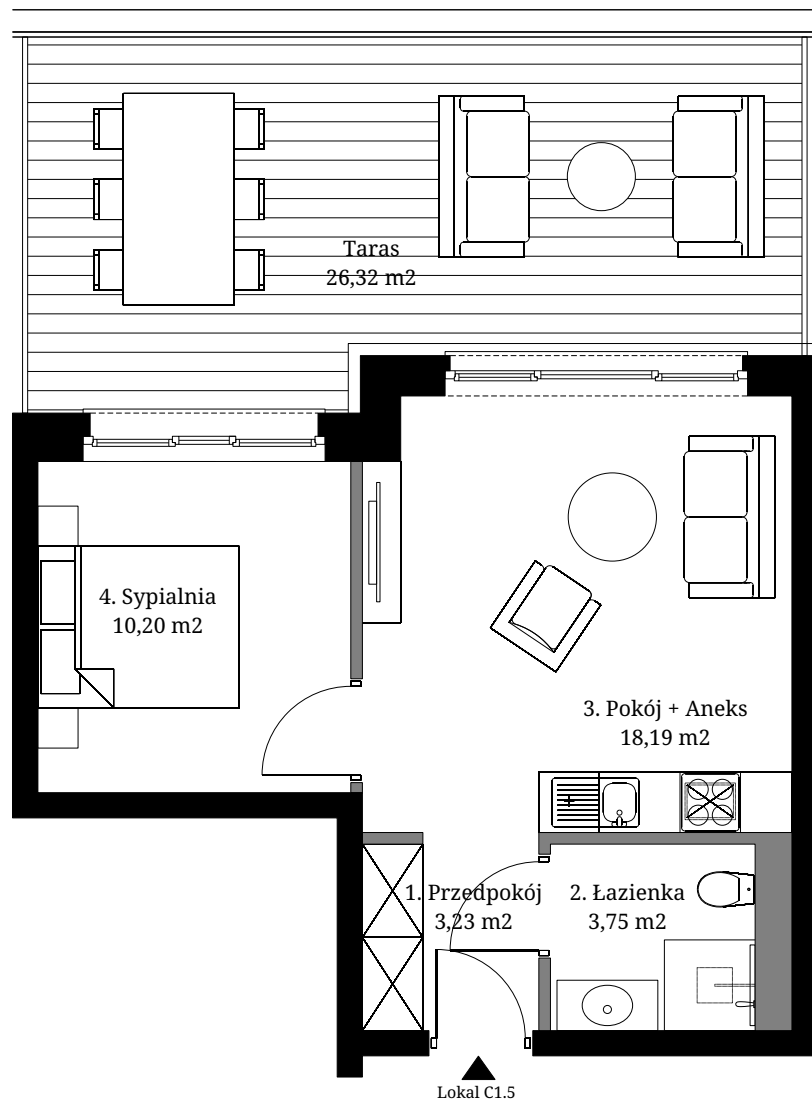 Taras
26,32 m2
4. Sypialnia
10,20 m2
3. Pokój + Aneks
18,19 m2
1. Przedpokój
3,23 m2
2. Łazienka
3,75 m2
Lokal C1.5